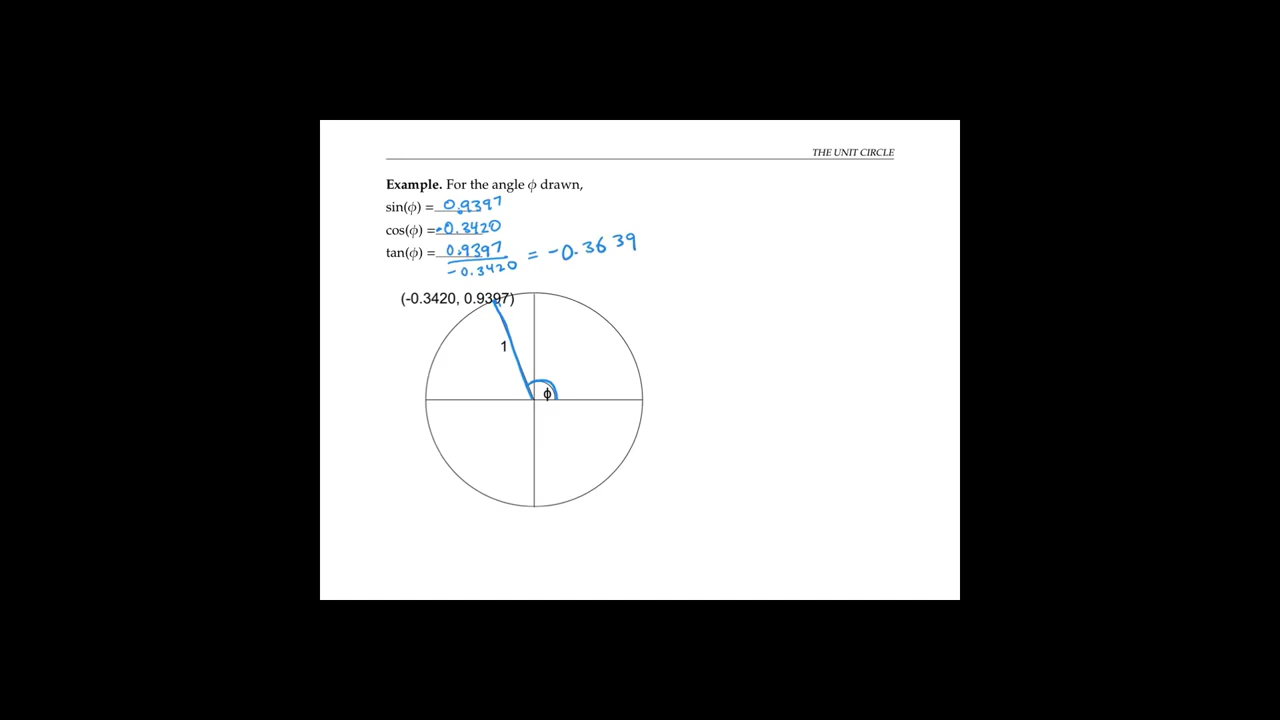 THE UNIT CIRCLE
Example. For the angle ϕ drawn,
sin(ϕ) = 0.9397
cos(ϕ) = -0.3420
tan(ϕ) = 0.9397 / -0.3420 = -0.3639
(-0.3420, 0.9397)
1
ϕ